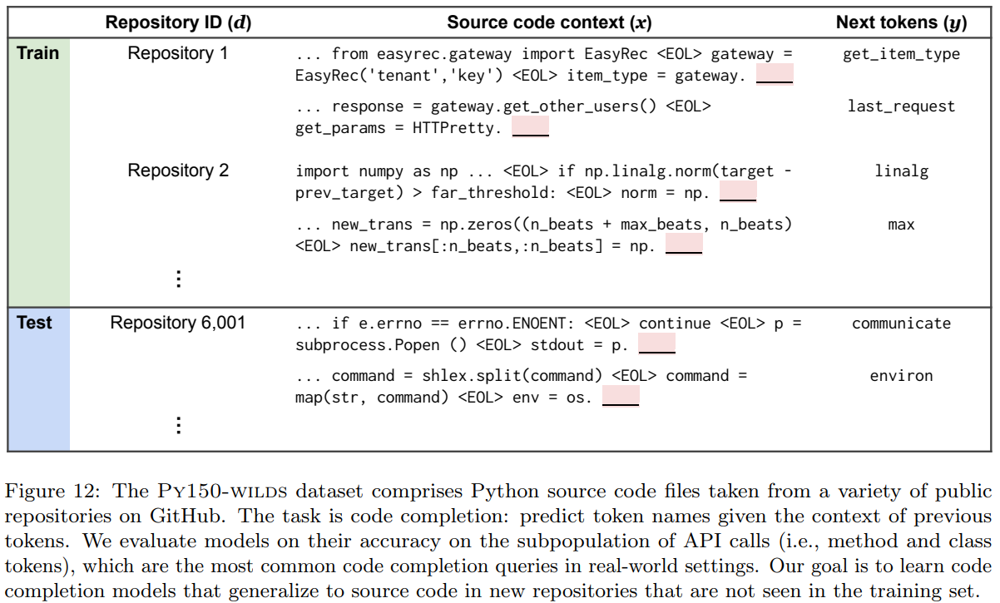 Repository ID (d) Source code context (x) Next tokens (y)
Train Repository 1 ... from easyrec.gateway import EasyRec <EOL> gateway = get_item_type
EasyRec('tenant','key') <EOL> item_type = gateway. ____
... response = gateway.get_other_users() <EOL> last_request
get_params = HTTPretty. ____
Repository 2 import numpy as np ... <EOL> if np.linalg.norm(target - linalg
prev_target) > far_threshold: <EOL> norm = np. ____
... new_trans = np.zeros((n_beats + max_beats, n_beats) max
<EOL> new_trans[:n_beats,:n_beats] = np. ____
⋮
Test Repository 6,001 ... if e.errno == errno.ENOENT: <EOL> continue <EOL> p = communicate
subprocess.Popen () <EOL> stdout = p. ____
... command = shlex.split(command) <EOL> command = environ
map(str, command) <EOL> env = os. ____
⋮
Figure 12: The PY150-WILDS dataset comprises Python source code files taken from a variety of public
repositories on GitHub. The task is code completion: predict token names given the context of previous
tokens. We evaluate models on their accuracy on the subpopulation of API calls (i.e., method and class
tokens), which are the most common code completion queries in real-world settings. Our goal is to learn code
completion models that generalize to source code in new repositories that are not seen in the training set.